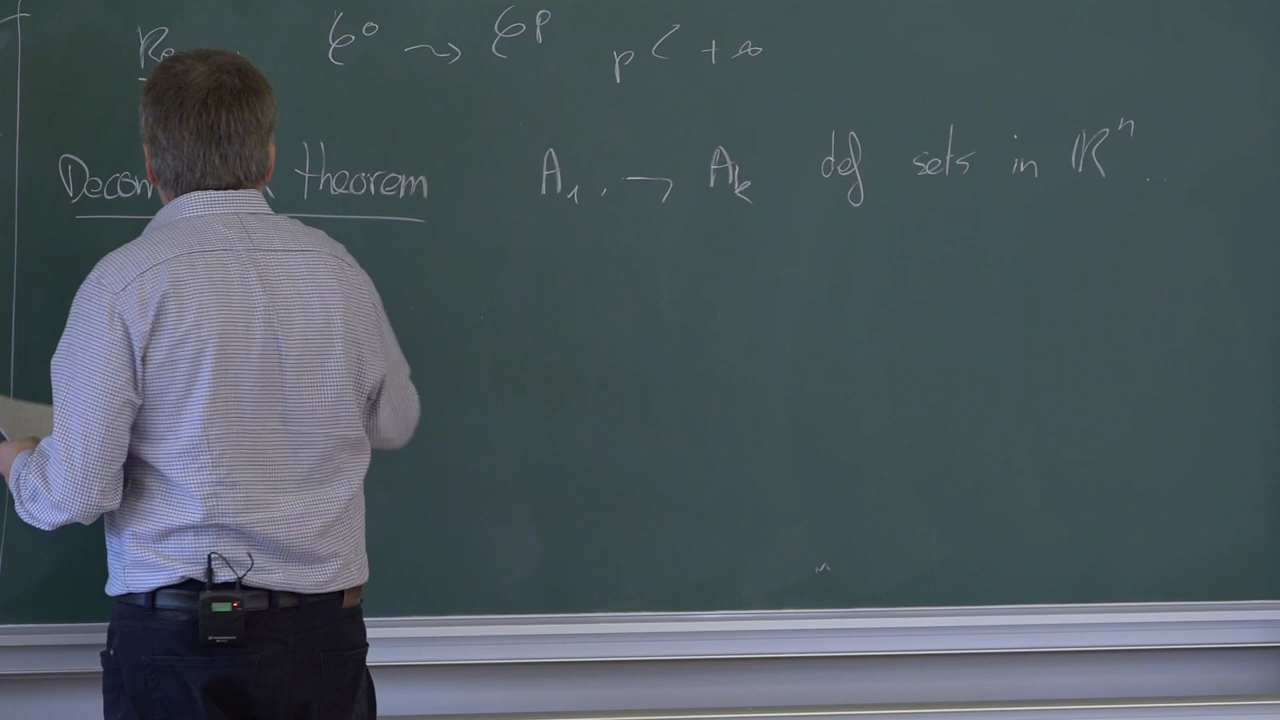 C⁰ ⇝ Cᵖ p < +∞
theorem A₁, → Aₖ def sets in ℝⁿ ..